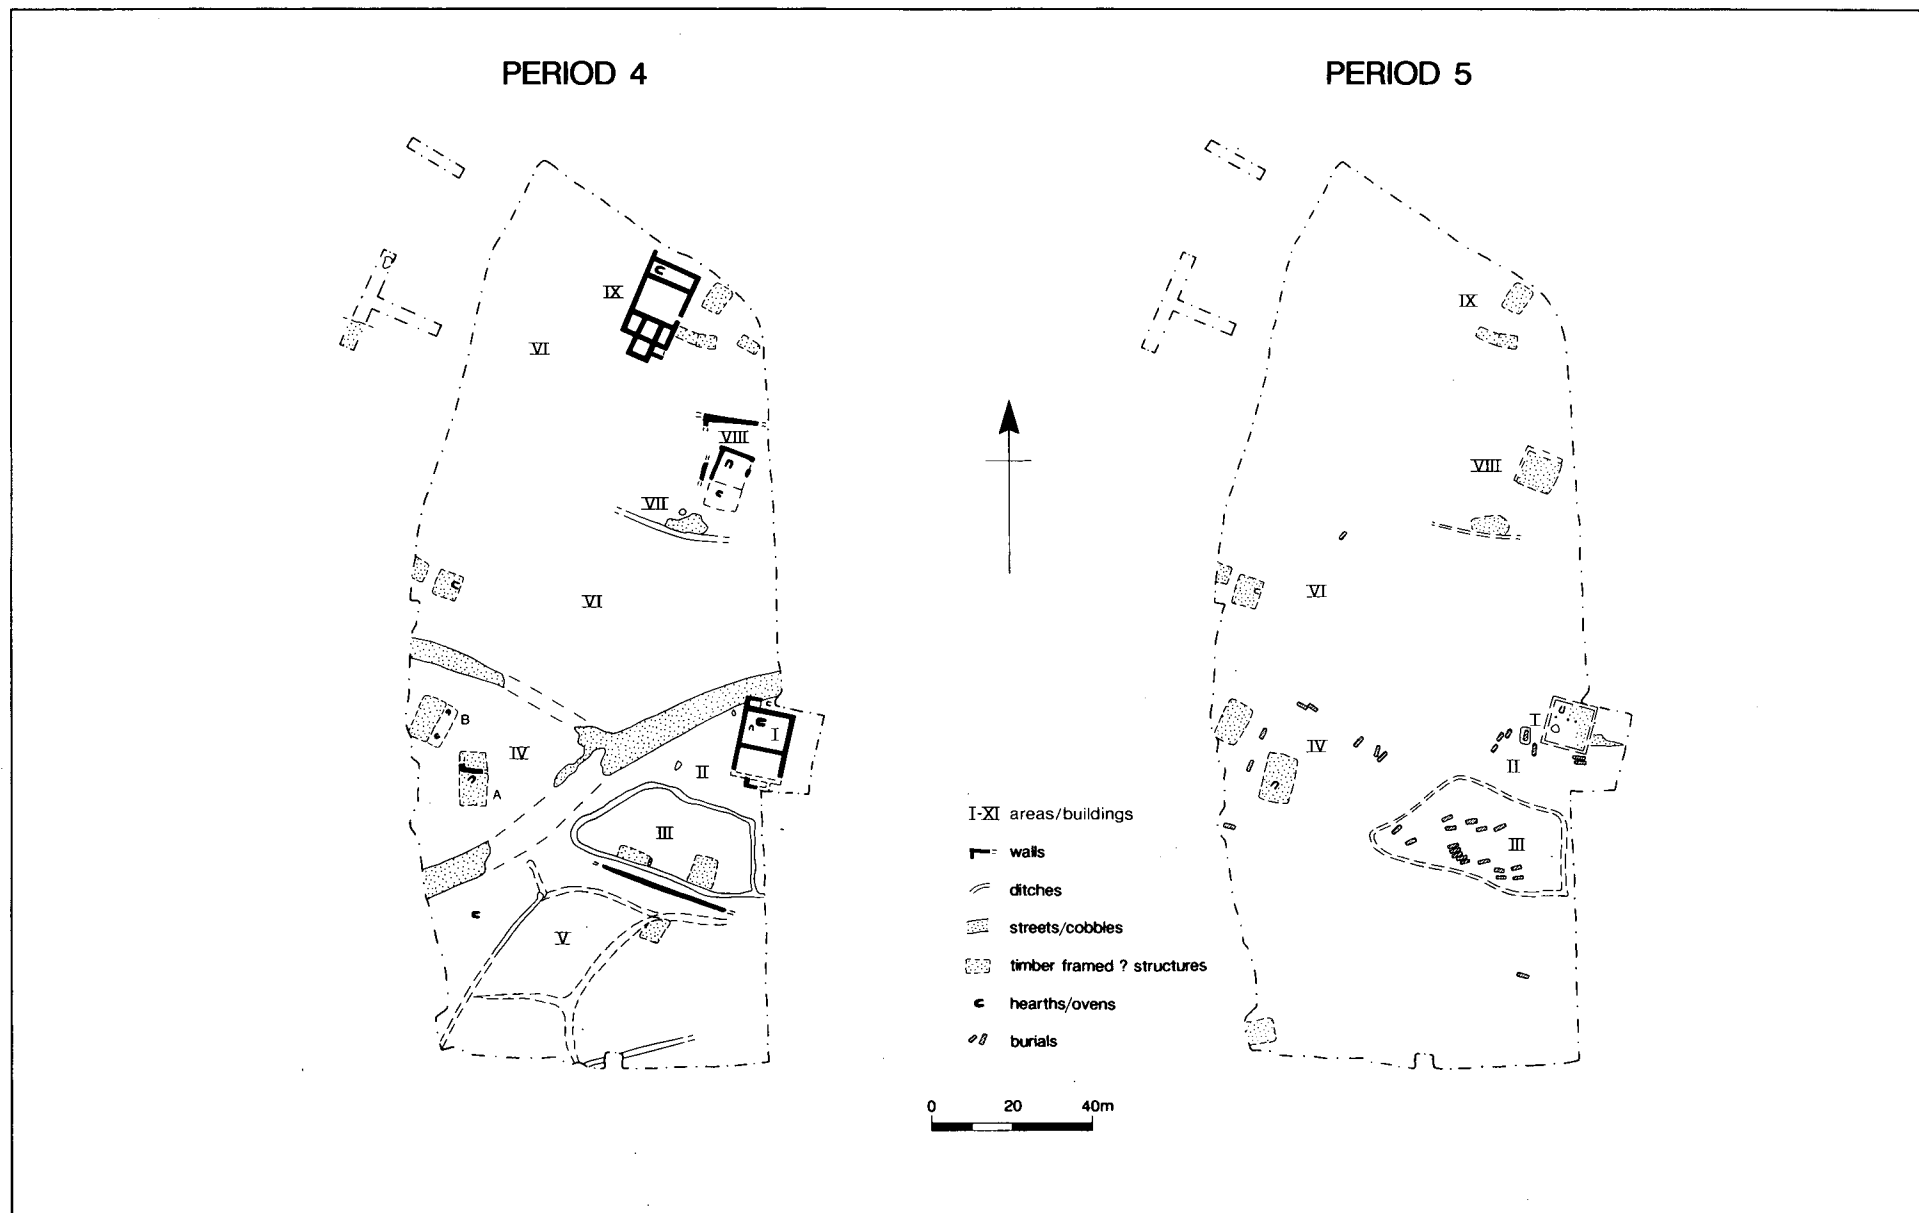 PERIOD 4
PERIOD 5
IX
VI
VIII
VII
VI
B
IV
A
I
II
III
V
IX
VIII
VI
I
IV
II
III
I-XI areas/buildings
walls
ditches
streets/cobbles
timber framed ? structures
hearths/ovens
burials
0 20 40m